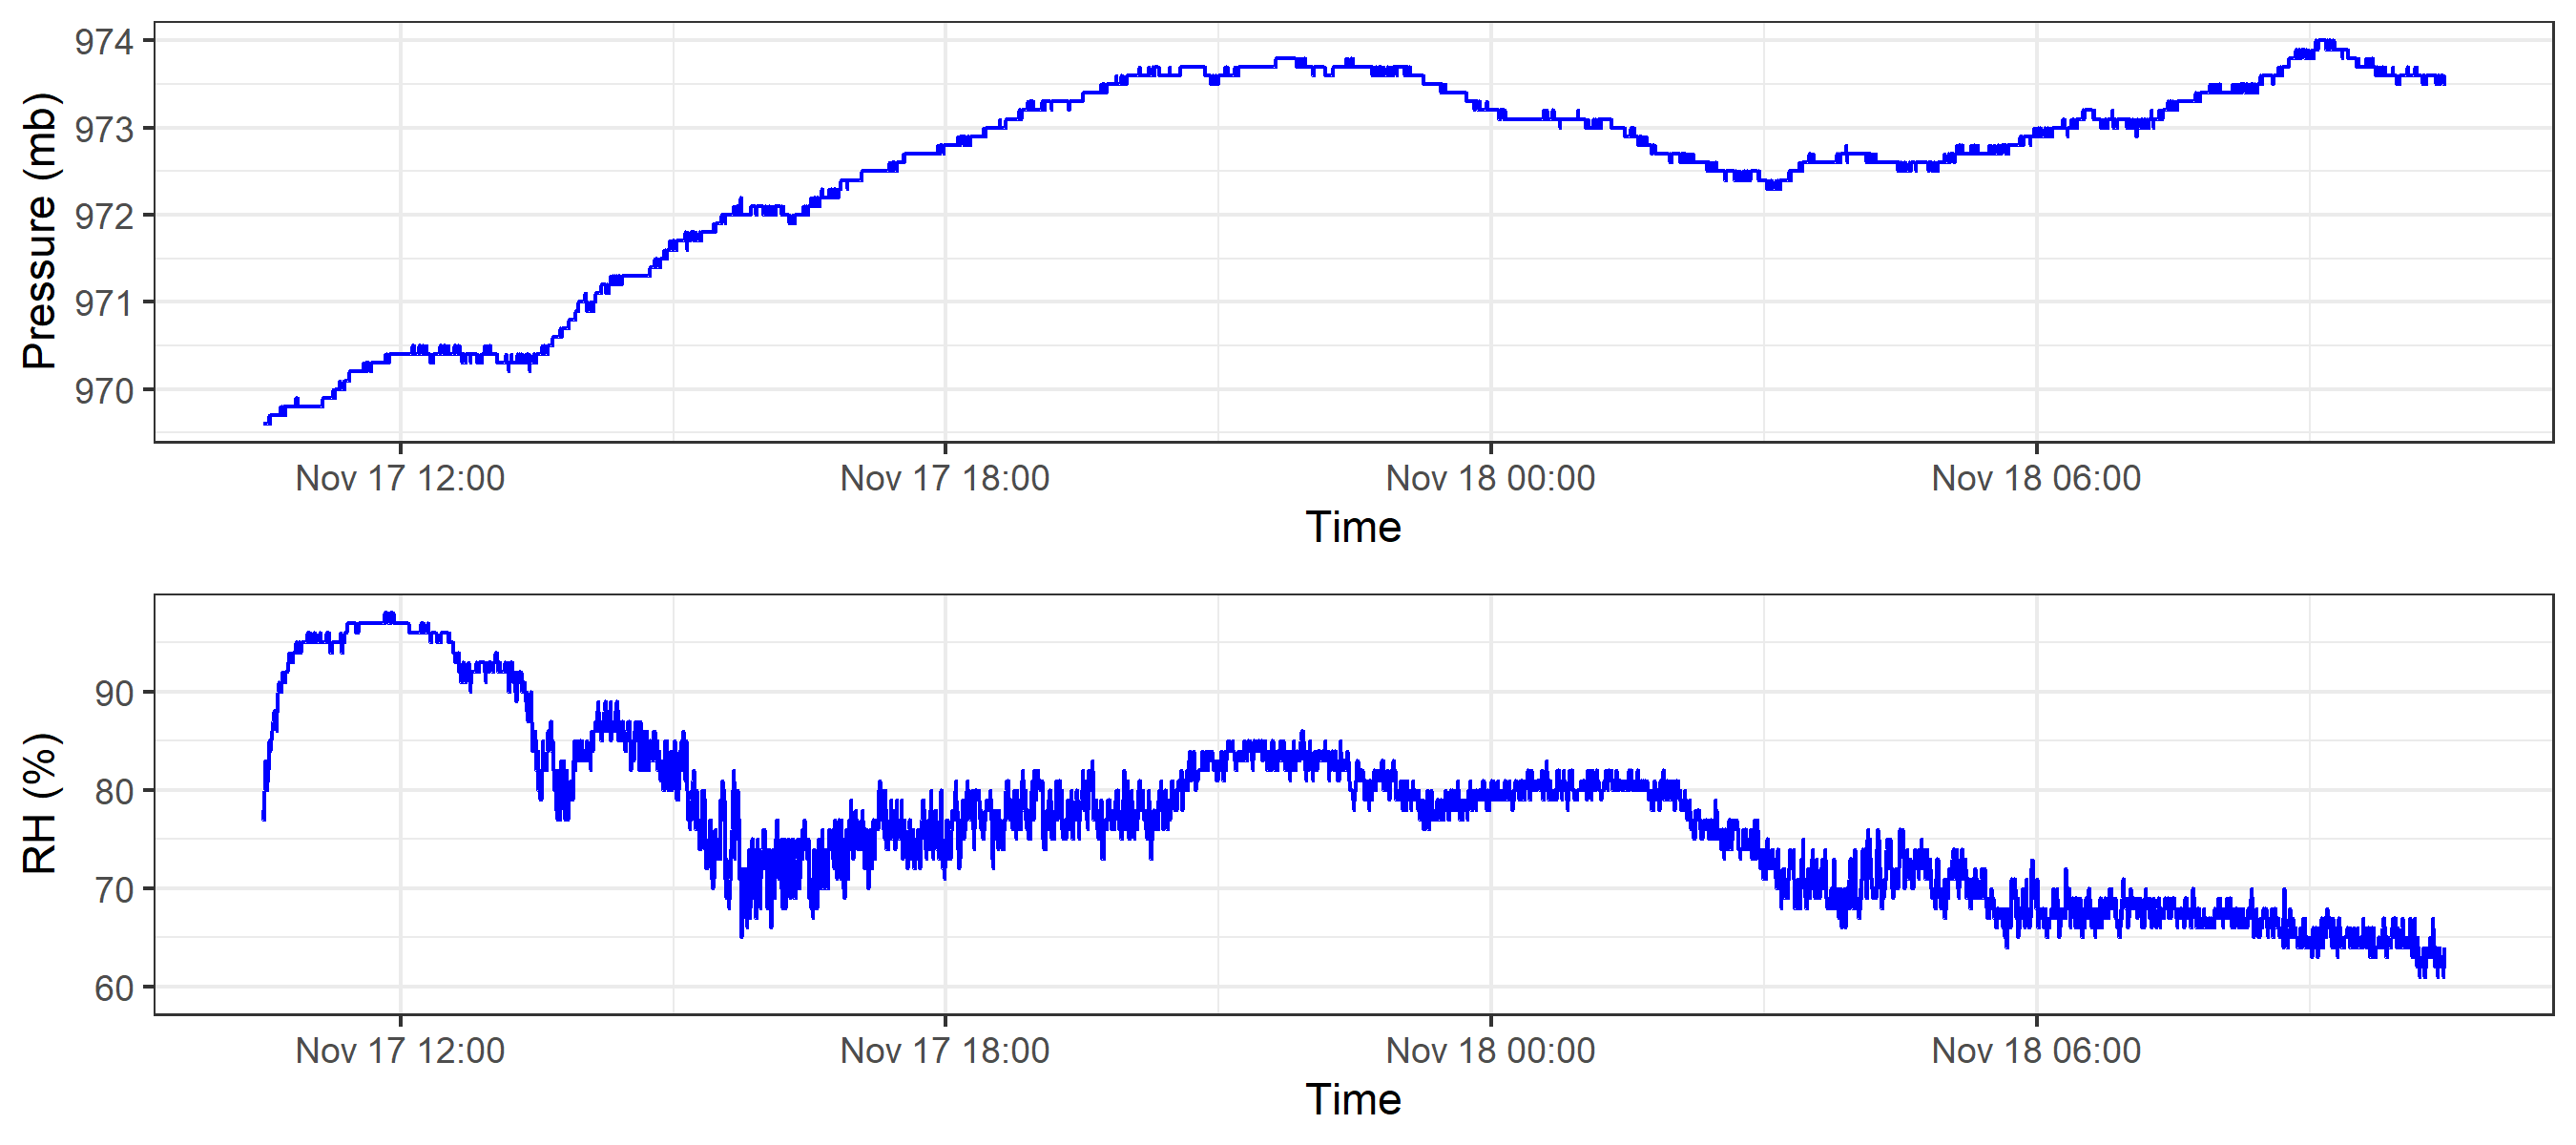 974
973
972
971
970
Pressure (mb)
Nov 17 12:00
Nov 17 18:00
Nov 18 00:00
Nov 18 06:00
Time
90
80
70
60
RH (%)
Nov 17 12:00
Nov 17 18:00
Nov 18 00:00
Nov 18 06:00
Time